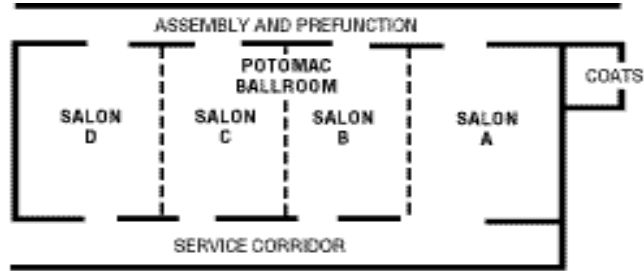 ASSEMBLY AND PREFUNCTION
POTOMAC
BALLROOM
COATS
SALON
D
SALON
C
SALON
B
SALON
A
SERVICE CORRIDOR